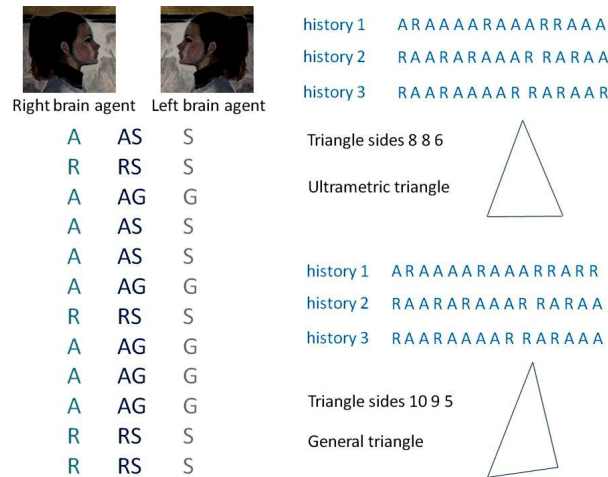 Right brain agent Left brain agent
A AS S
R RS S
A AG G
A AS S
A AS S
A AG G
R RS S
A AG G
A AG G
A AG G
R RS S
R RS S
history 1 A R A A A A R A A A R R A A A
history 2 R A A R A R A A A R R A R A A
history 3 R A A R A A A A R R A R A A R
Triangle sides 8 8 6
Ultrametric triangle
history 1 A R A A A A R A A A R R A R R
history 2 R A A R A R A A A R R A R A A
history 3 R A A R A A A A R R A R A A A
Triangle sides 10 9 5
General triangle